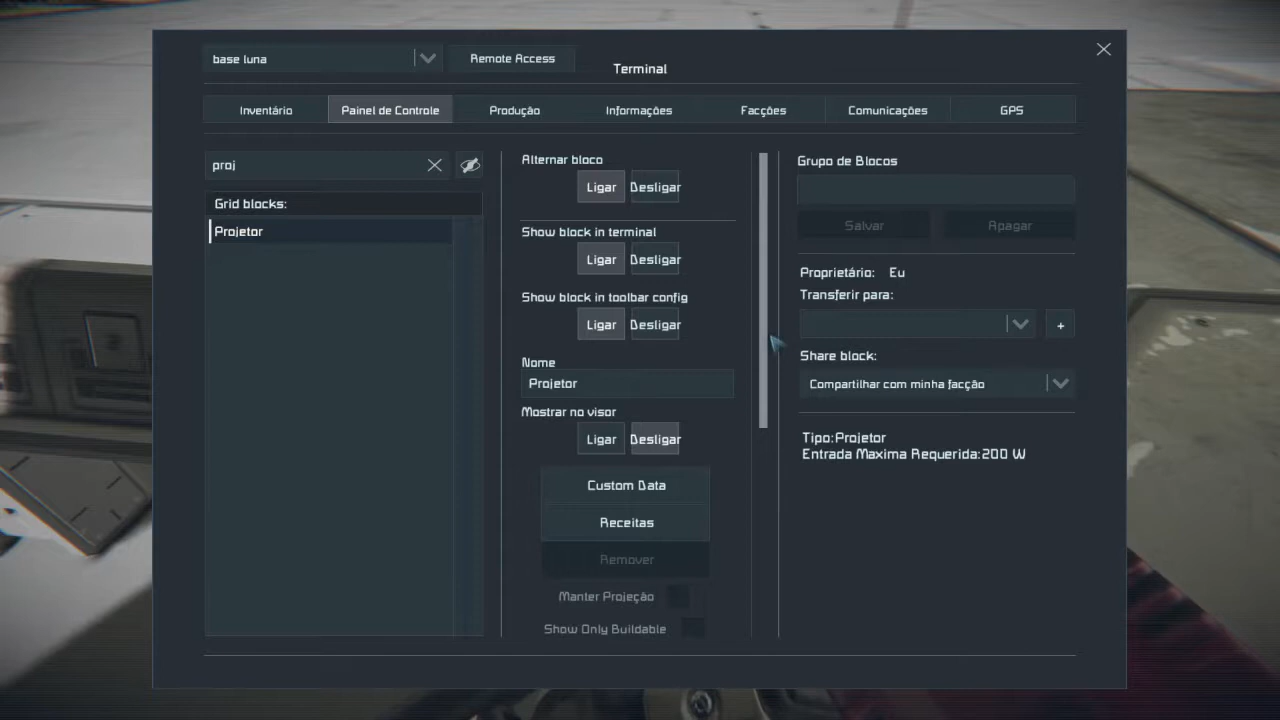 base luna
Remote Access
Terminal
Inventário
Painel de Controle
Produção
Informações
Facções
Comunicações
GPS
proj
Grid blocks:
Projetor
Alternar bloco
Ligar
Desligar
Show block in terminal
Ligar
Desligar
Show block in toolbar config
Ligar
Desligar
Nome
Projetor
Mostrar no visor
Ligar
Desligar
Custom Data
Receitas
Remover
Manter Projeção
Show Only Buildable
Grupo de Blocos
Salvar
Apagar
Proprietário: Eu
Transferir para:
+
Share block:
Compartilhar com minha facção
Tipo:Projetor
Entrada Maxima Requerida:200 W